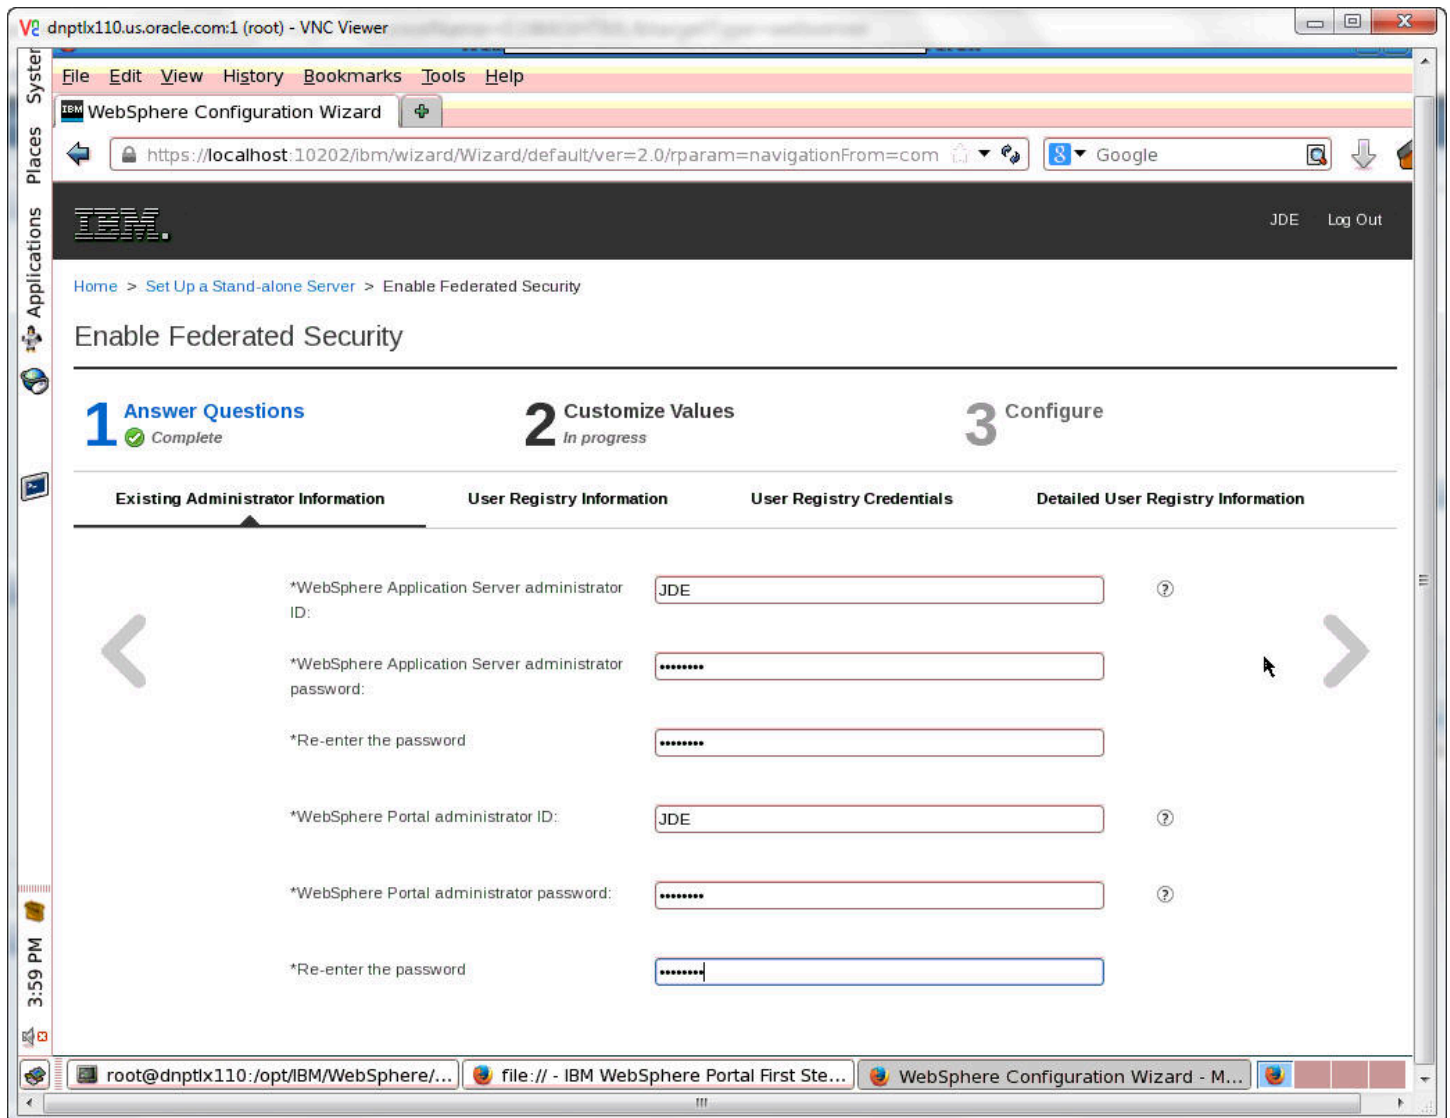 dnptlx110.us.oracle.com:1 (root) - VNC Viewer
File Edit View History Bookmarks Tools Help
WebSphere Configuration Wizard
https://localhost:10202/ibm/wizard/Wizard/default/ver=2.0/rparam=navigationFrom=com
Google
IBM.
JDE Log Out
Home > Set Up a Stand-alone Server > Enable Federated Security
Enable Federated Security
1 Answer Questions
Complete
2 Customize Values
In progress
3 Configure
Existing Administrator Information
User Registry Information
User Registry Credentials
Detailed User Registry Information
*WebSphere Application Server administrator
ID:
JDE
*WebSphere Application Server administrator
password:
••••••••
*Re-enter the password
••••••••
*WebSphere Portal administrator ID:
JDE
*WebSphere Portal administrator password:
••••••••
*Re-enter the password
••••••••
Applications Places System
3:59 PM
root@dnptlx110:/opt/IBM/WebSphere/...
file:// - IBM WebSphere Portal First Ste...
WebSphere Configuration Wizard - M...